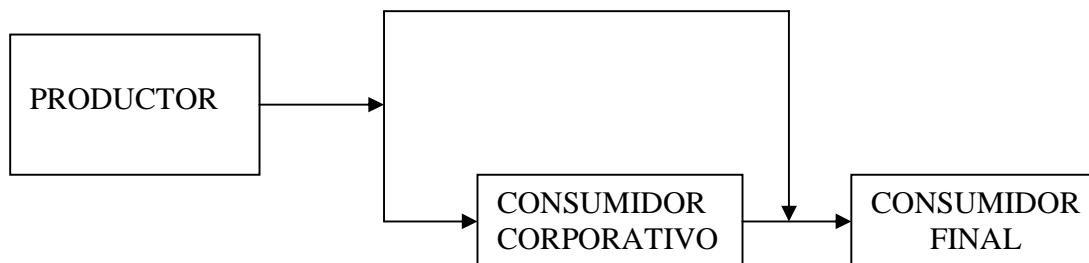 PRODUCTOR
CONSUMIDOR
CORPORATIVO
CONSUMIDOR
FINAL